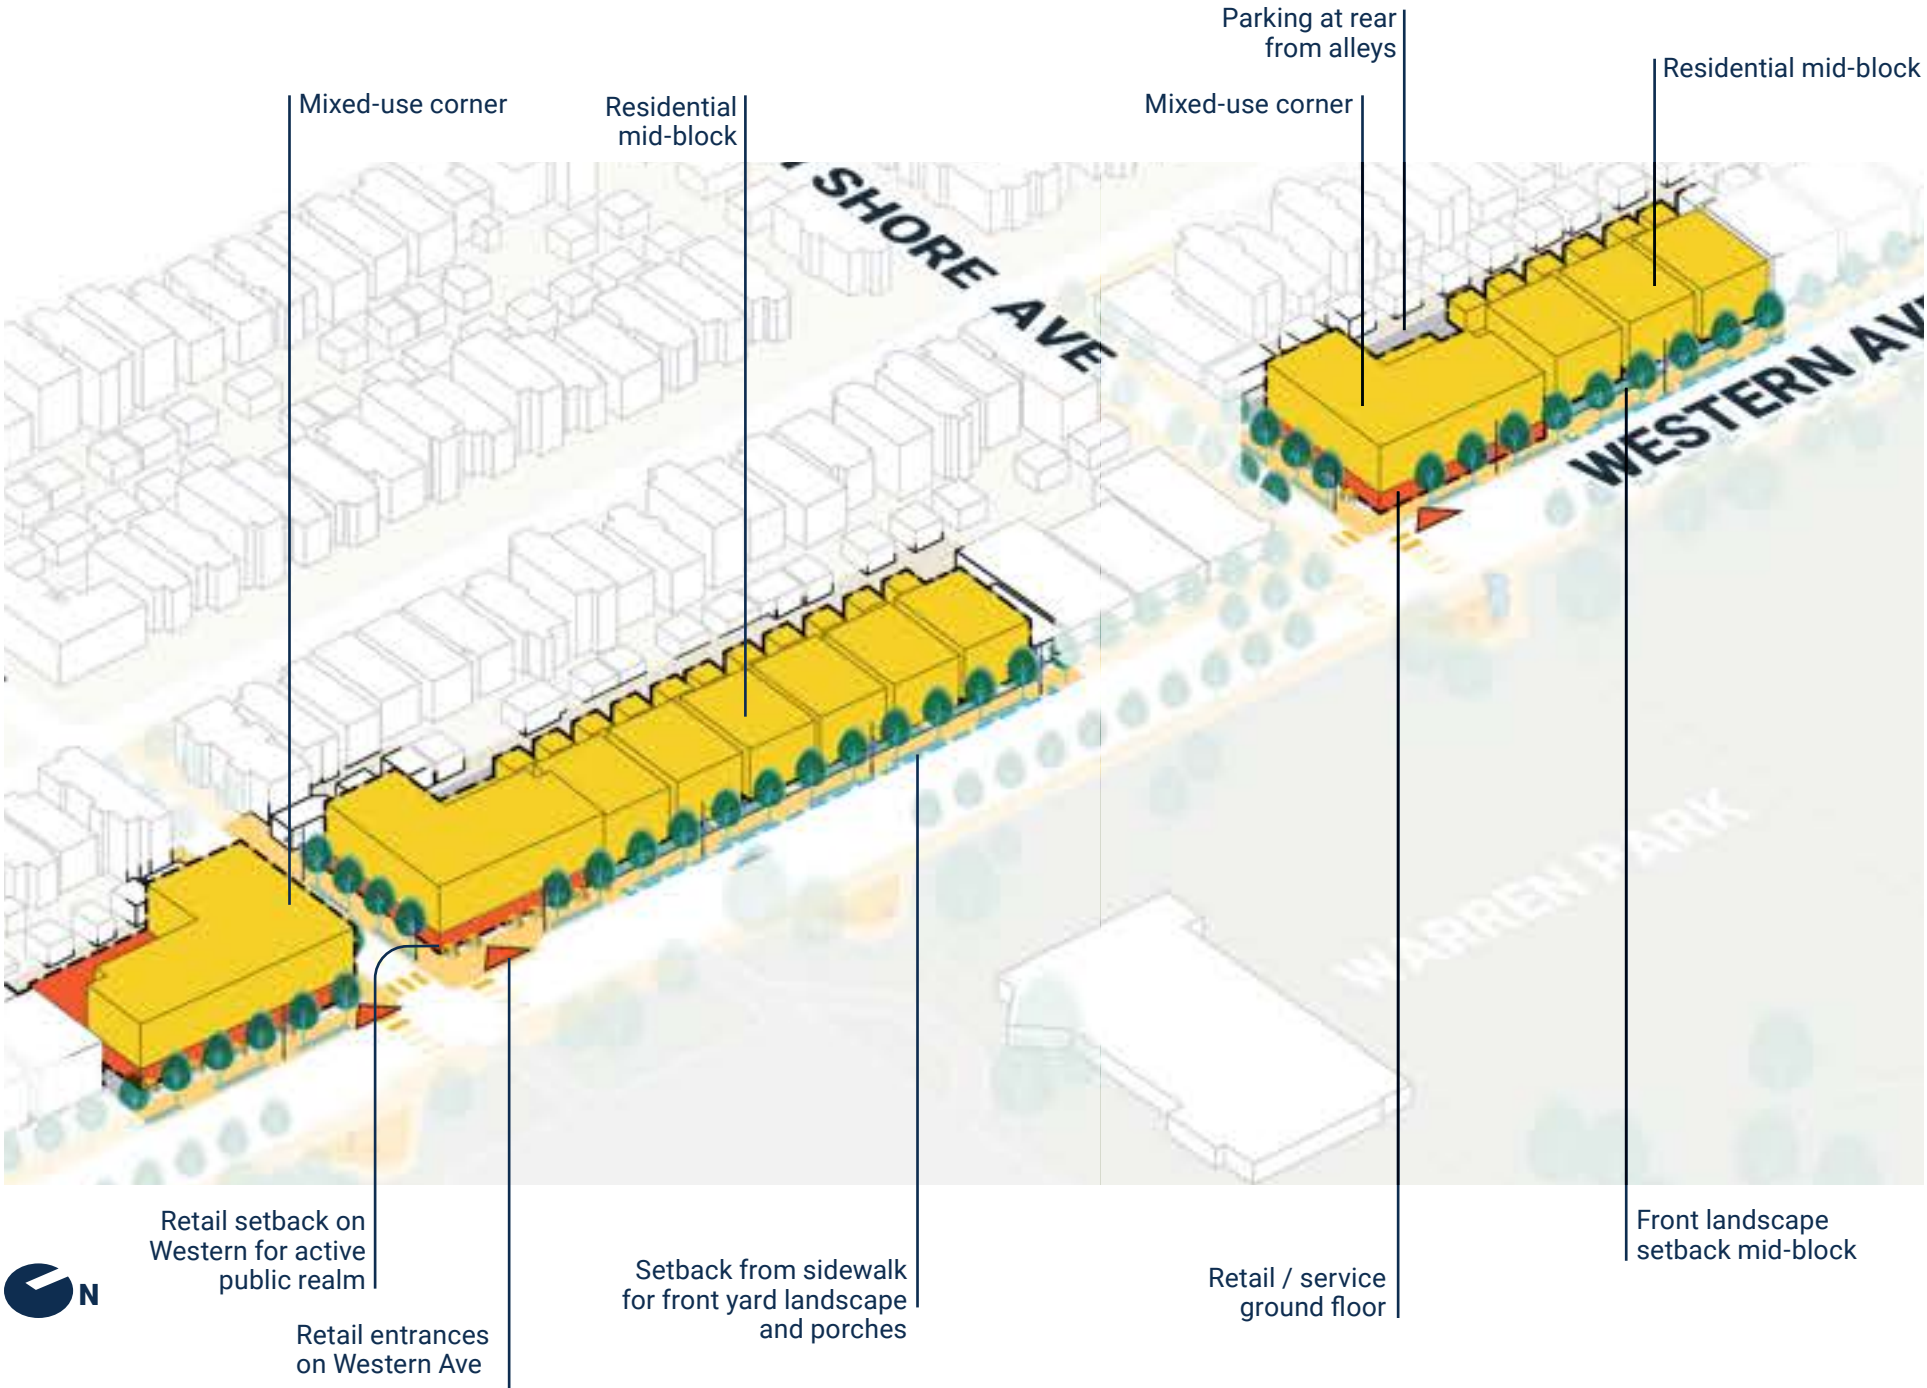 Parking at rear
from alleys
Residential mid-block
Mixed-use corner
Residential
mid-block
Mixed-use corner
SHORE AVE
WESTERN AV
WARREN PARK
Retail setback on
Western for active
public realm
Front landscape
setback mid-block
Setback from sidewalk
for front yard landscape
and porches
Retail / service
ground floor
N
Retail entrances
on Western Ave